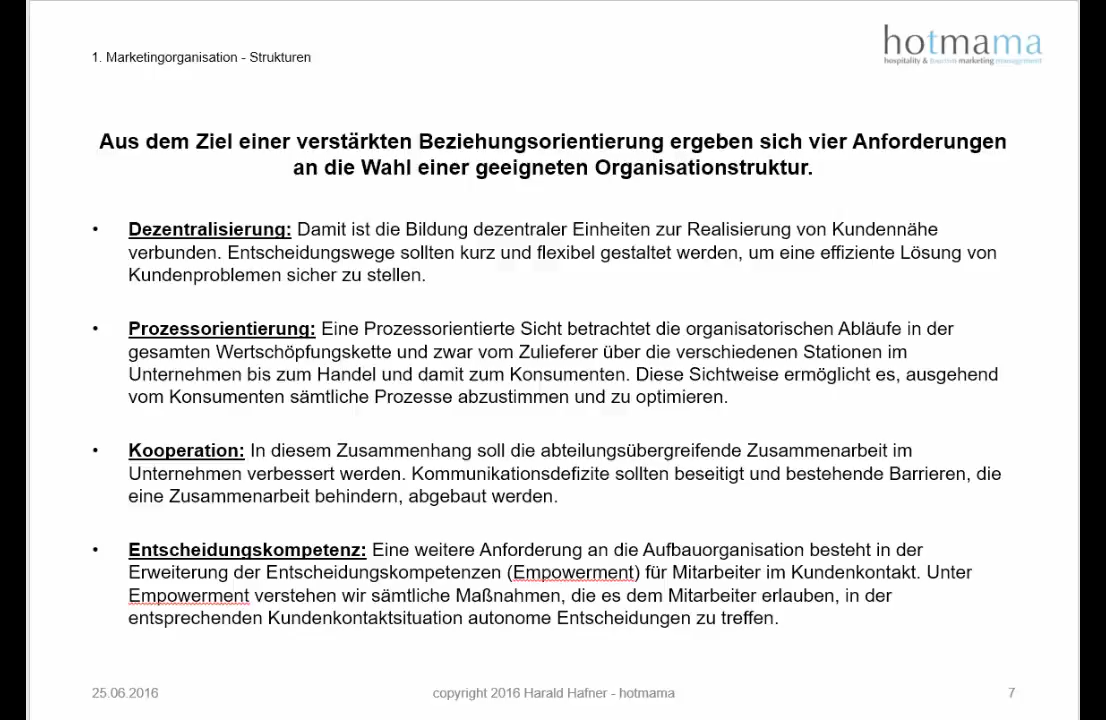 1. Marketingorganisation - Strukturen
hotmama
hospitality & tourism marketing management
Aus dem Ziel einer verstärkten Beziehungsorientierung ergeben sich vier Anforderungen
an die Wahl einer geeigneten Organisationstruktur.
• Dezentralisierung: Damit ist die Bildung dezentraler Einheiten zur Realisierung von Kundennähe
verbunden. Entscheidungswege sollten kurz und flexibel gestaltet werden, um eine effiziente Lösung von
Kundenproblemen sicher zu stellen.
• Prozessorientierung: Eine Prozessorientierte Sicht betrachtet die organisatorischen Abläufe in der
gesamten Wertschöpfungskette und zwar vom Zulieferer über die verschiedenen Stationen im
Unternehmen bis zum Handel und damit zum Konsumenten. Diese Sichtweise ermöglicht es, ausgehend
vom Konsumenten sämtliche Prozesse abzustimmen und zu optimieren.
• Kooperation: In diesem Zusammenhang soll die abteilungsübergreifende Zusammenarbeit im
Unternehmen verbessert werden. Kommunikationsdefizite sollten beseitigt und bestehende Barrieren, die
eine Zusammenarbeit behindern, abgebaut werden.
• Entscheidungskompetenz: Eine weitere Anforderung an die Aufbauorganisation besteht in der
Erweiterung der Entscheidungskompetenzen (Empowerment) für Mitarbeiter im Kundenkontakt. Unter
Empowerment verstehen wir sämtliche Maßnahmen, die es dem Mitarbeiter erlauben, in der
entsprechenden Kundenkontaktsituation autonome Entscheidungen zu treffen.
25.06.2016
copyright 2016 Harald Hafner - hotmama
7